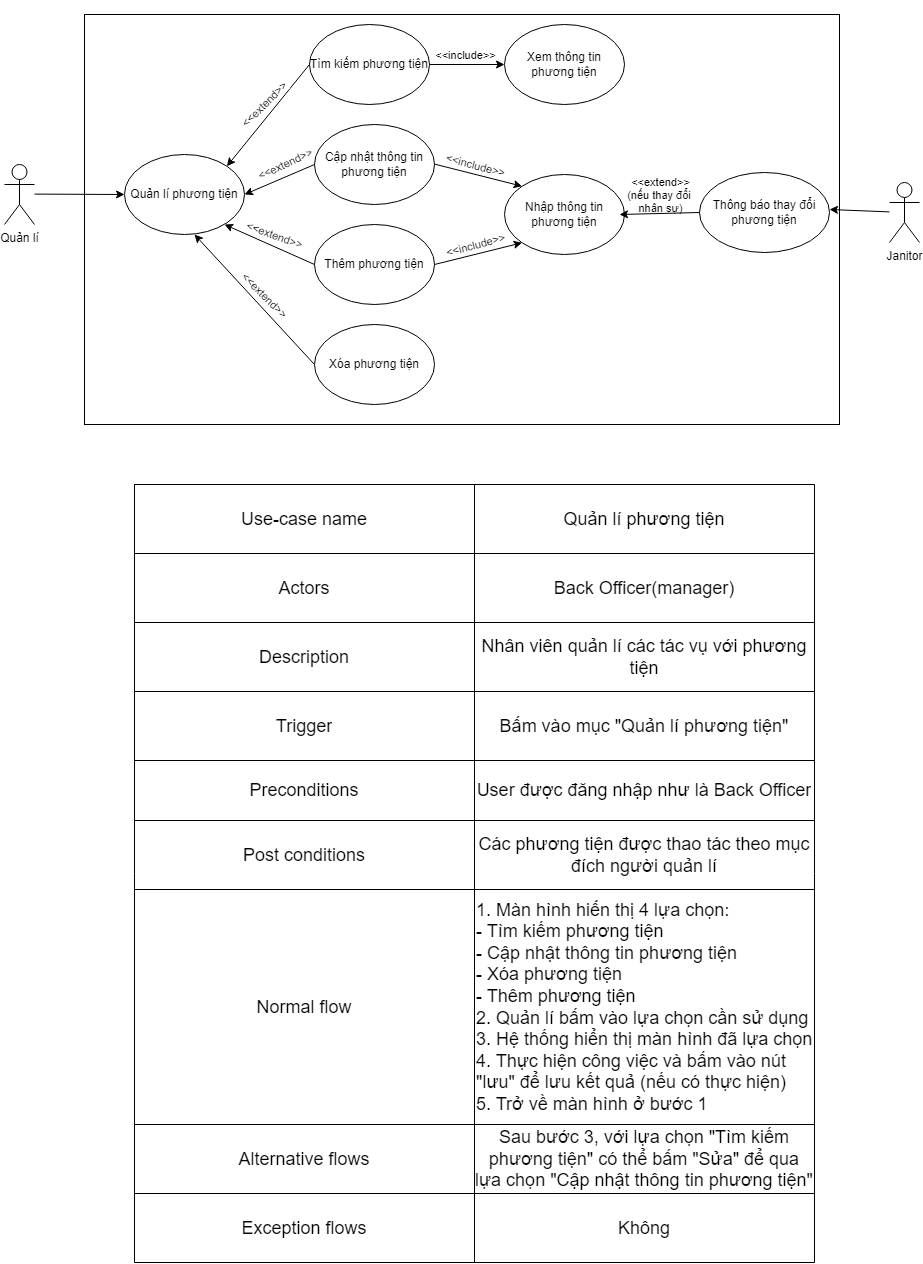 Tìm kiếm phương tiện
<<include>>
Xem thông tin
phương tiện
<<extend>>
Cập nhật thông tin
phương tiện
<<extend>>
<<include>>
Quản lí phương tiện
Quản lí
Nhập thông tin
phương tiện
<<extend>>
(nếu thay đổi
nhân sự)
Thông báo thay đổi
phương tiện
Janitor
<<extend>>
Thêm phương tiện
<<include>>
<<extend>>
Xóa phương tiện
Use-case name
Quản lí phương tiện
Actors
Back Officer(manager)
Description
Nhân viên quản lí các tác vụ với phương
tiện
Trigger
Bấm vào mục "Quản lí phương tiện"
Preconditions
User được đăng nhập như là Back Officer
Post conditions
Các phương tiện được thao tác theo mục
đích người quản lí
Normal flow
1. Màn hình hiến thị 4 lựa chọn:
- Tìm kiếm phương tiện
- Cập nhật thông tin phương tiện
- Xóa phương tiện
- Thêm phương tiện
2. Quản lí bấm vào lựa chọn cần sử dụng
3. Hệ thống hiển thị màn hình đã lựa chọn
4. Thực hiện công việc và bấm vào nút
"lưu" để lưu kết quả (nếu có thực hiện)
5. Trở về màn hình ở bước 1
Alternative flows
Sau bước 3, với lựa chọn "Tìm kiếm
phương tiện" có thể bấm "Sửa" để qua
lựa chọn "Cập nhật thông tin phương tiện"
Exception flows
Không